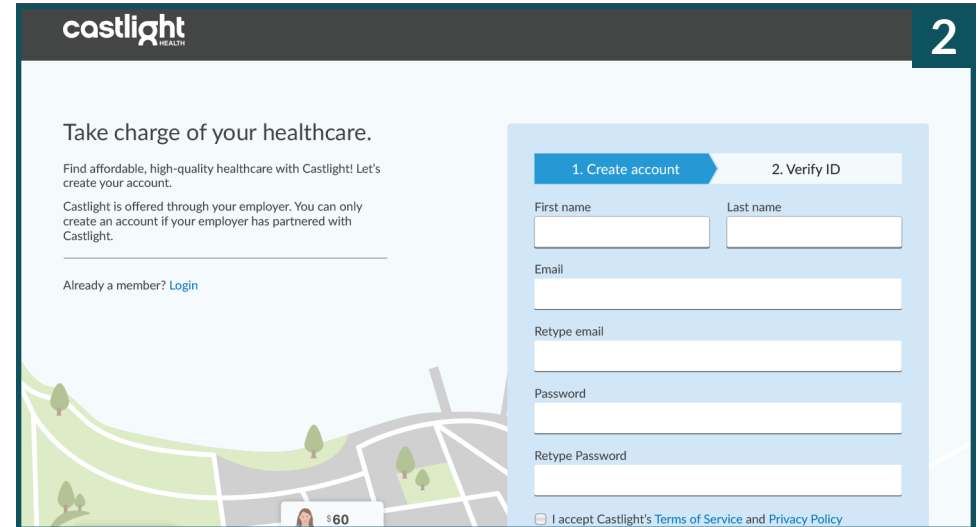 castlight
HEALTH
2
Take charge of your healthcare.
Find affordable, high-quality healthcare with Castlight! Let's
create your account.
Castlight is offered through your employer. You can only
create an account if your employer has partnered with
Castlight.
Already a member? Login
1. Create account
2. Verify ID
First name
Last name
Email
Retype email
Password
Retype Password
I accept Castlight's Terms of Service and Privacy Policy
$60